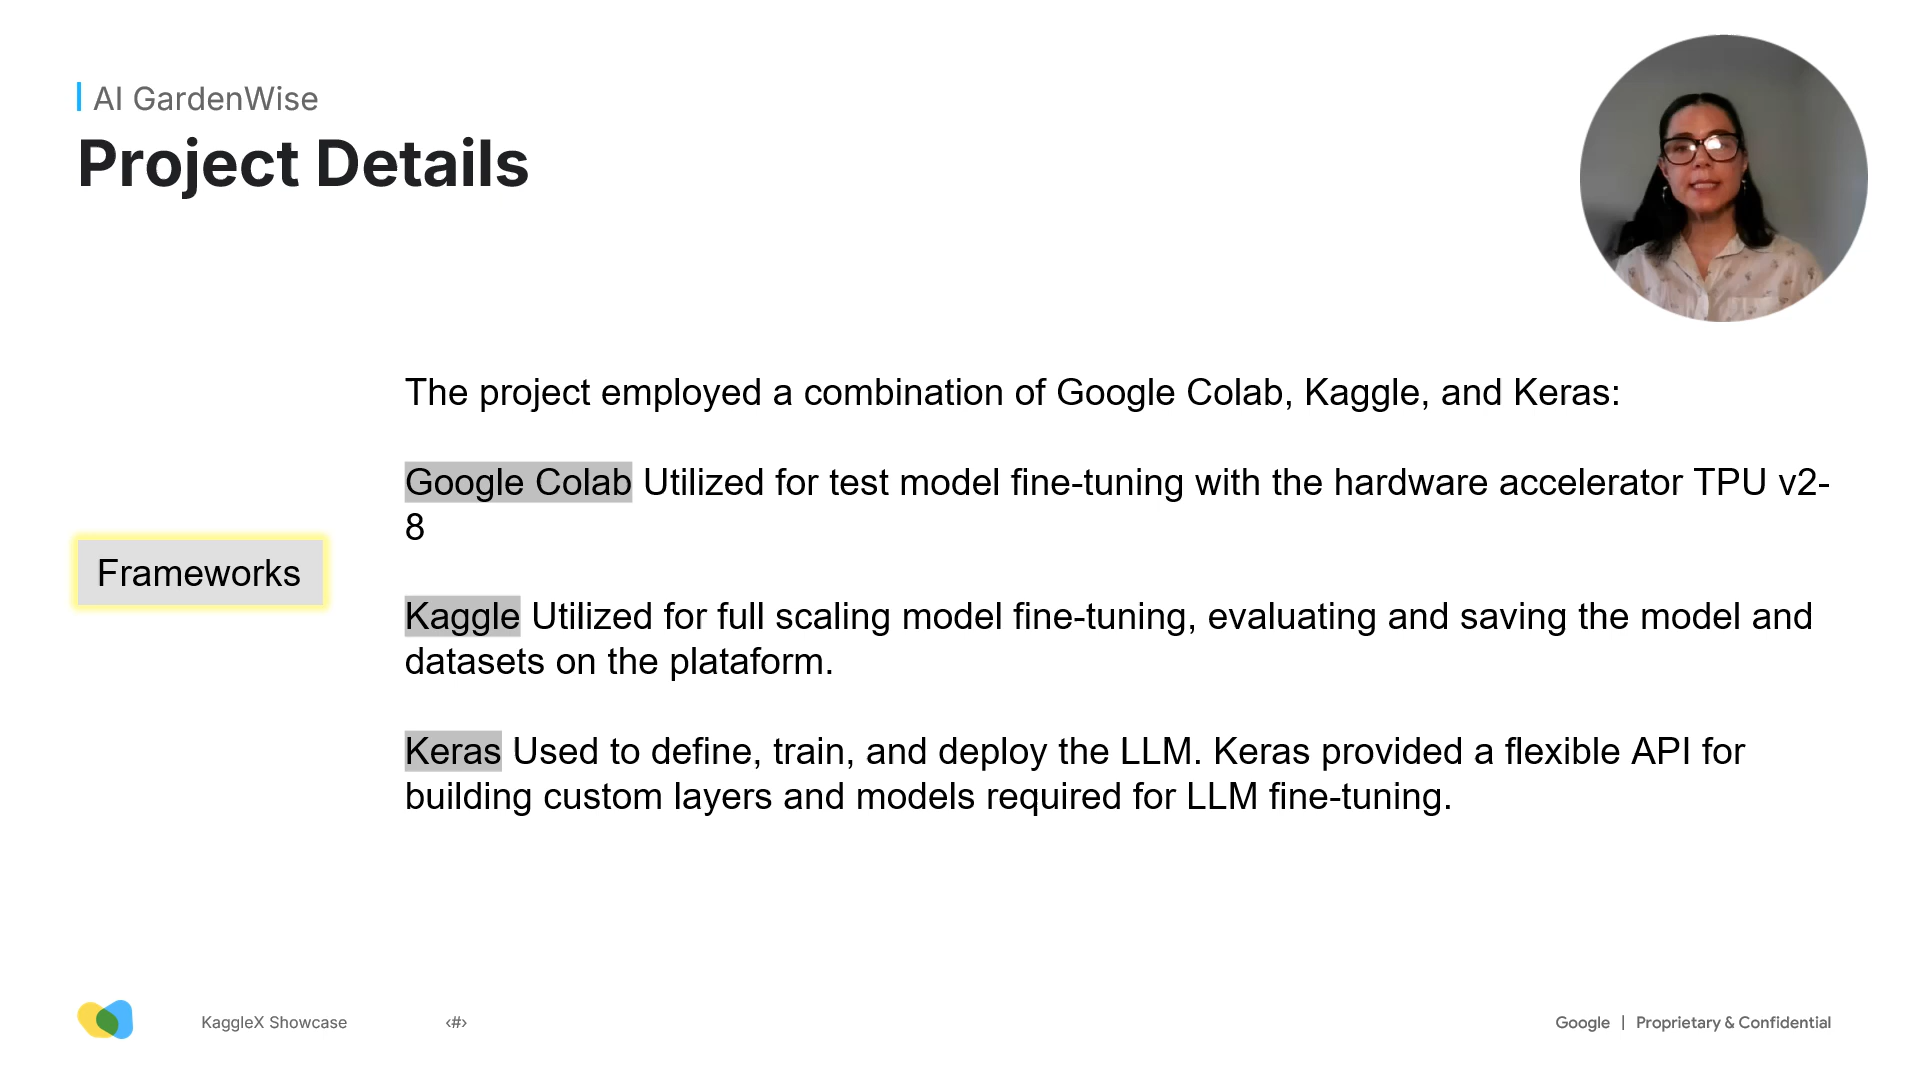 AI GardenWise
Project Details
The project employed a combination of Google Colab, Kaggle, and Keras:
Google Colab Utilized for test model fine-tuning with the hardware accelerator TPU v2-
8
Frameworks
Kaggle Utilized for full scaling model fine-tuning, evaluating and saving the model and
datasets on the plataform.
Keras Used to define, train, and deploy the LLM. Keras provided a flexible API for
building custom layers and models required for LLM fine-tuning.
KaggleX Showcase
‹#›
Google | Proprietary & Confidential